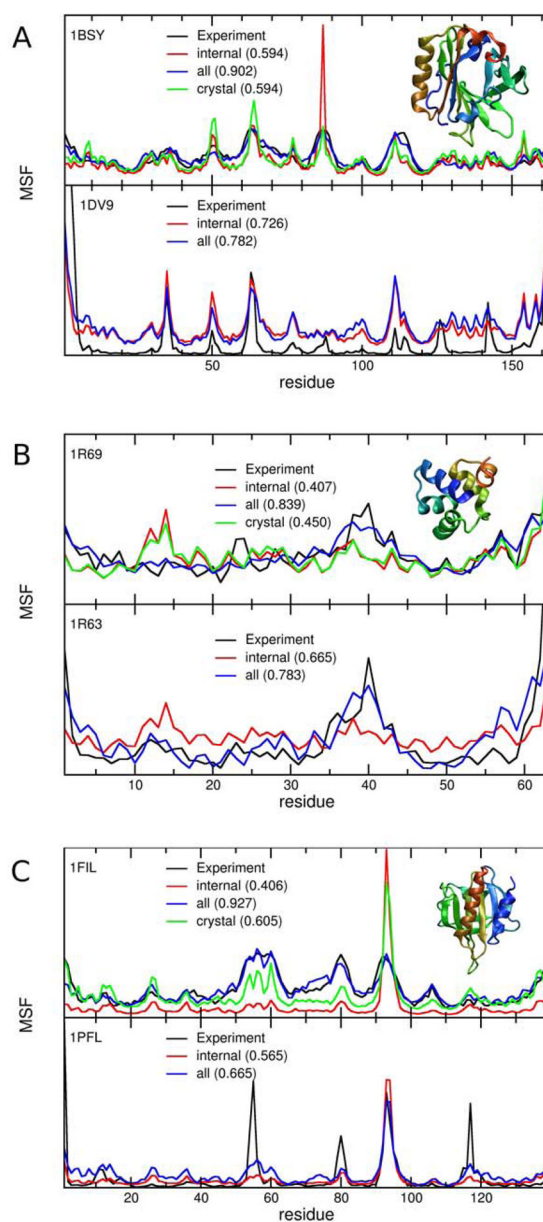 A
1BSY
Experiment
internal (0.594)
all (0.902)
crystal (0.594)
MSF
1DV9
Experiment
internal (0.726)
all (0.782)
50 100 150
residue
B
1R69
Experiment
internal (0.407)
all (0.839)
crystal (0.450)
MSF
1R63
Experiment
internal (0.665)
all (0.783)
10 20 30 40 50 60
residue
C
1FIL
Experiment
internal (0.406)
all (0.927)
crystal (0.605)
MSF
1PFL
Experiment
internal (0.565)
all (0.665)
20 40 60 80 100 120
residue